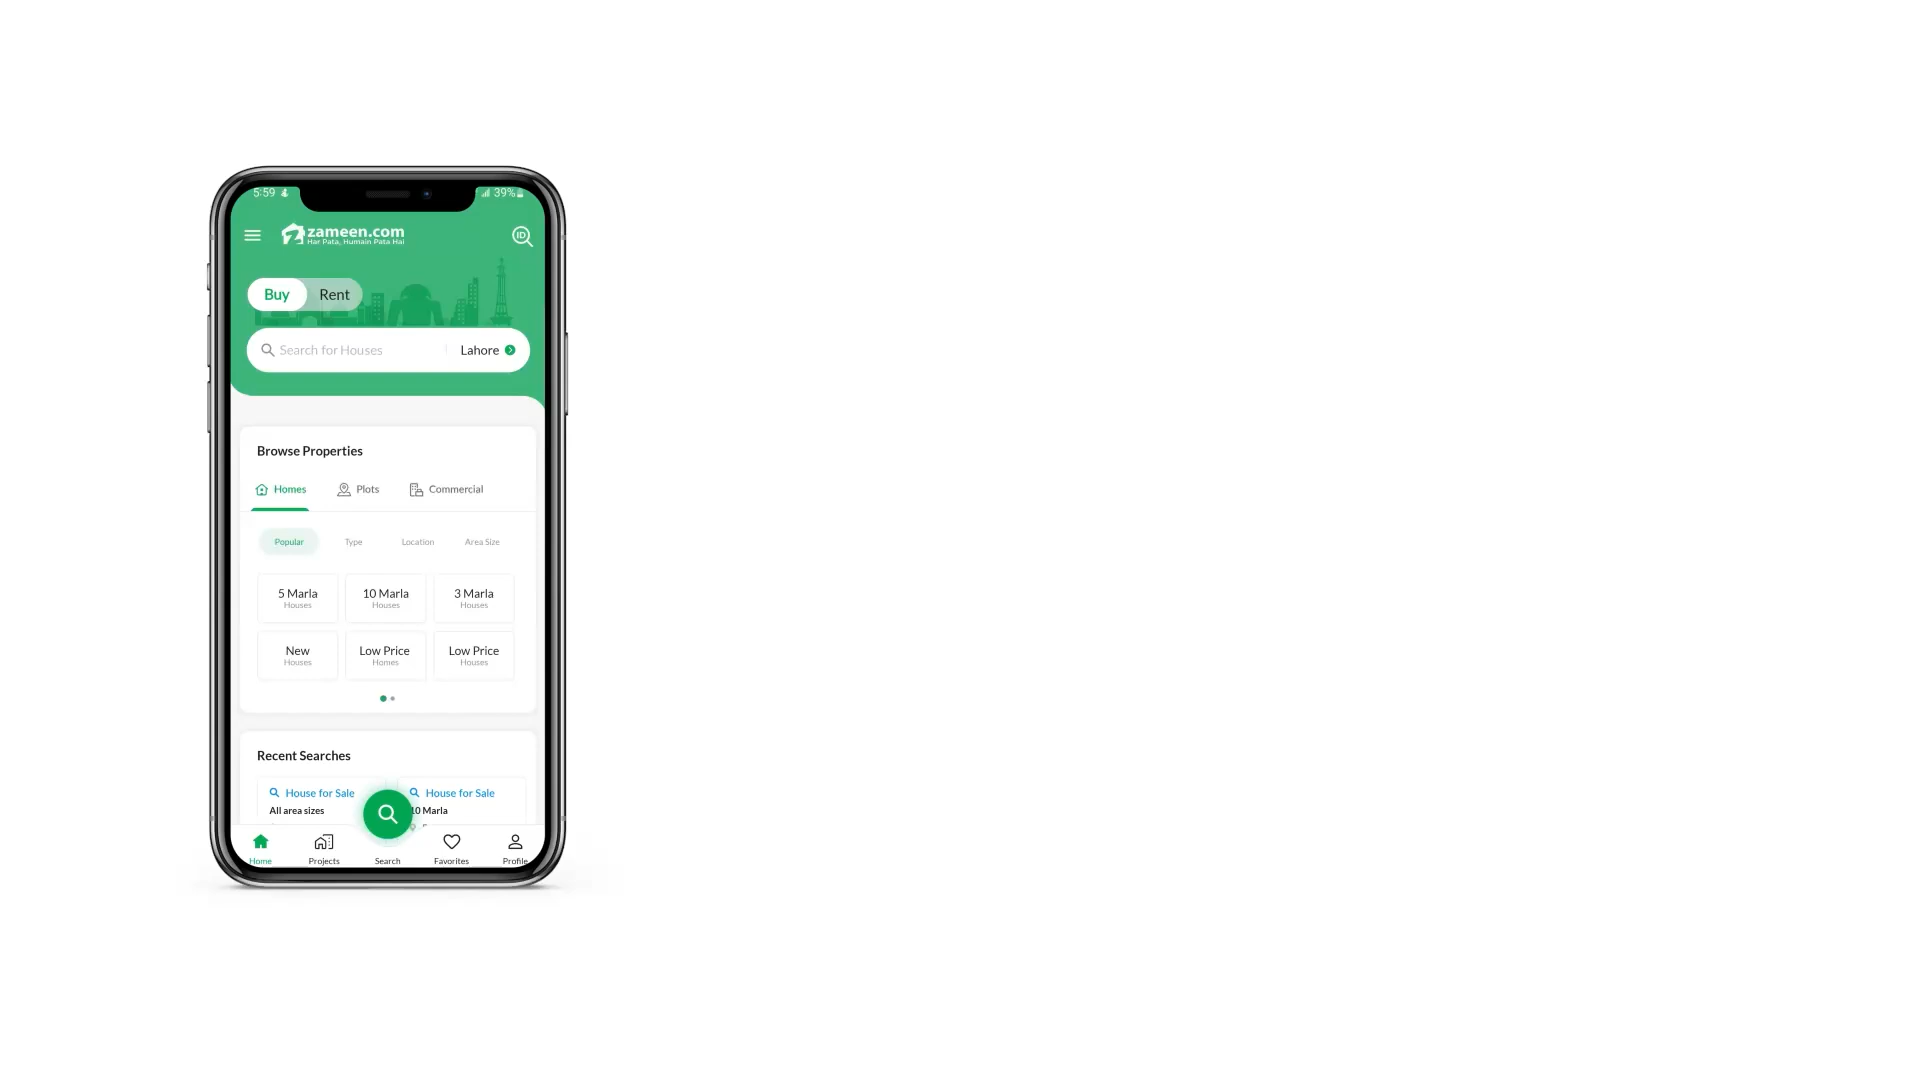 5:59
39%
zameen.com
Har Pata, Humain Pata Hai
ID
Buy Rent
Search for Houses Lahore
Browse Properties
Homes Plots Commercial
Popular Type Location Area Size
5 Marla 10 Marla 3 Marla
Houses Houses Houses
New Low Price Low Price
Houses Homes Houses
Recent Searches
House for Sale House for Sale
All area sizes 10 Marla
Home Projects Search Favorites Profile